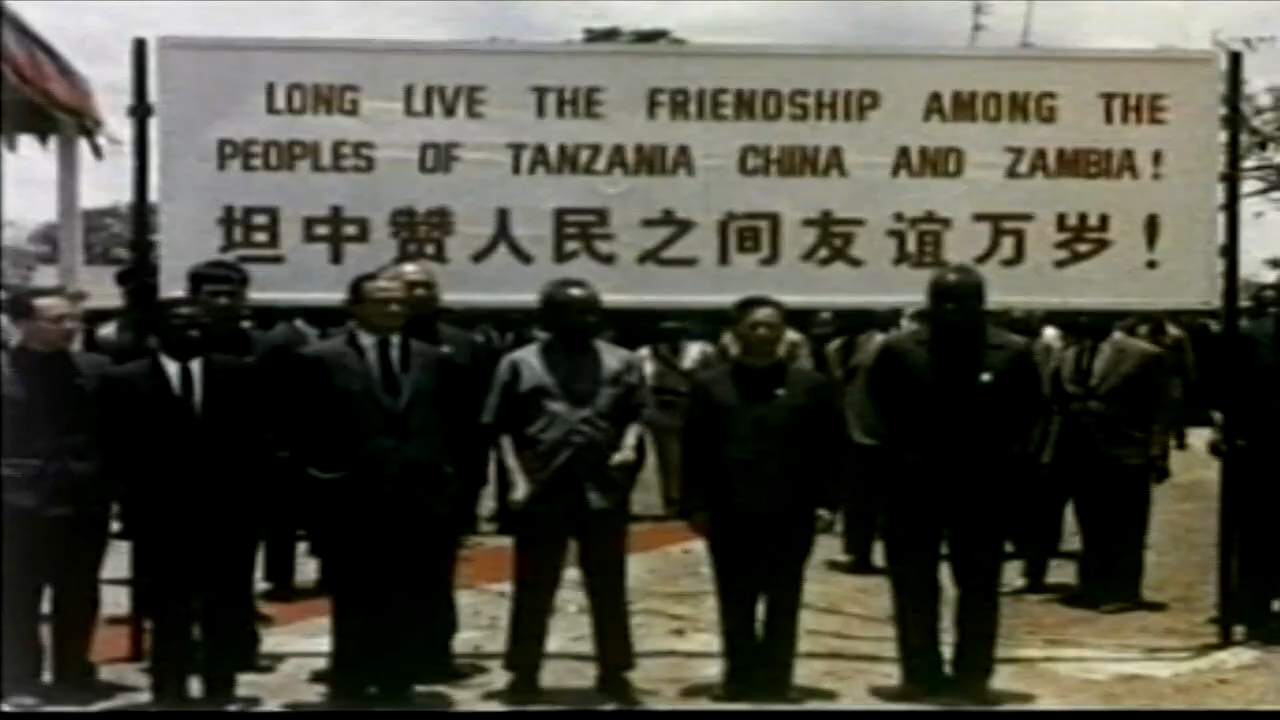 LONG LIVE THE FRIENDSHIP AMONG THE
PEOPLES OF TANZANIA CHINA AND ZAMBIA!
坦中赞人民之间友谊万岁!